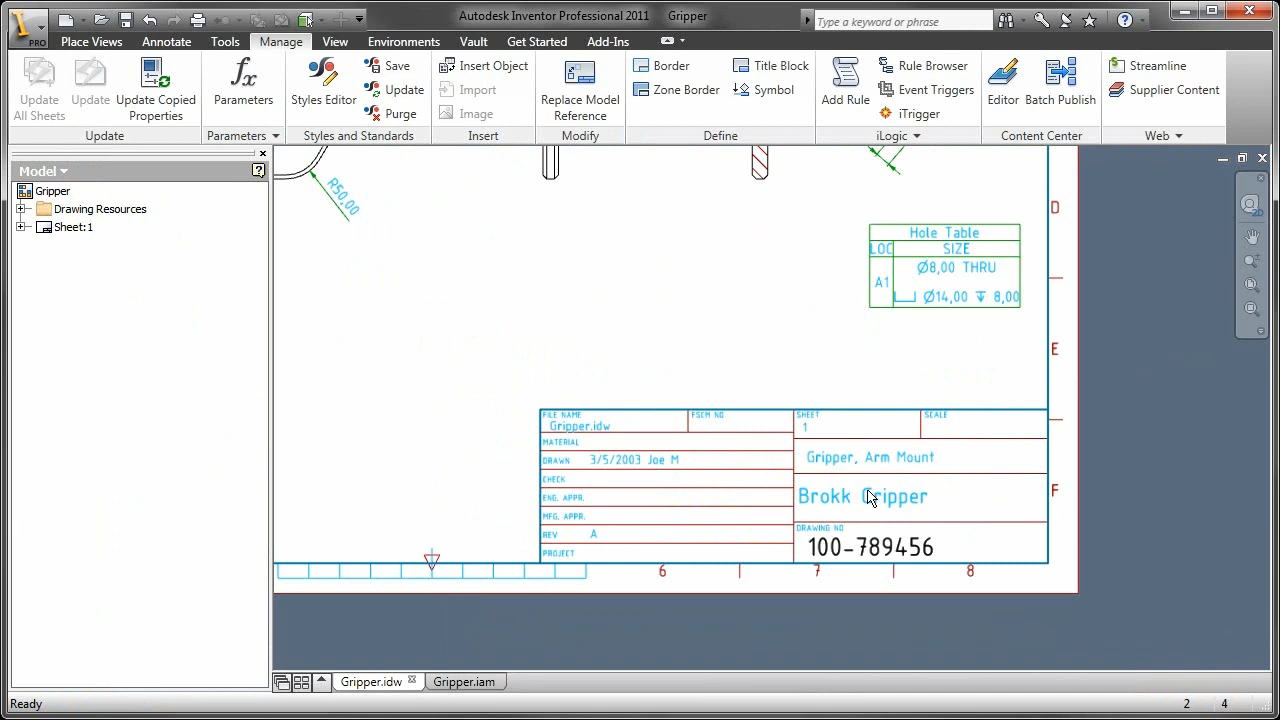 Autodesk Inventor Professional 2011 Gripper
Type a keyword or phrase
PRO
Place Views Annotate Tools Manage View Environments Vault Get Started Add-Ins
Update All Sheets
Update
Update Copied Properties
Update
fx
Parameters
Parameters
Styles Editor
Save
Update
Purge
Styles and Standards
Insert Object
Import
Image
Insert
Replace Model Reference
Modify
Border
Zone Border
Title Block
Symbol
Define
Add Rule
Rule Browser
Event Triggers
iTrigger
iLogic
Editor
Batch Publish
Content Center
Streamline
Supplier Content
Web
Model
Gripper
Drawing Resources
Sheet:1
R50,00
D
Hole Table
LOC SIZE
A1 Ø8,00 THRU
⌴ Ø14,00 ↧ 8,00
E
FILE NAME
Gripper.idw
FSCM NO
SHEET
1
SCALE
MATERIAL
DRAWN 3/5/2003 Joe M
CHECK
ENG. APPR.
MFG. APPR.
REV A
PROJECT
Gripper, Arm Mount
Brokk Gripper
DRAWING NO
100-789456
F
6 7 8
2D
Gripper.idw Gripper.iam
Ready 2 4